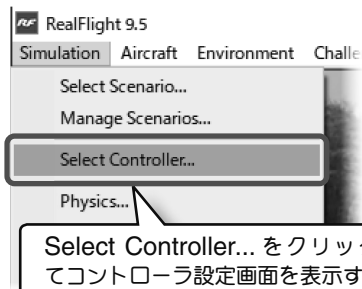 RF RealFlight 9.5
Simulation Aircraft Environment
Select Scenario...
Manage Scenarios...
Select Controller...
Physics...
Select Controller... をクリッ
てコントローラ設定画面を表示す